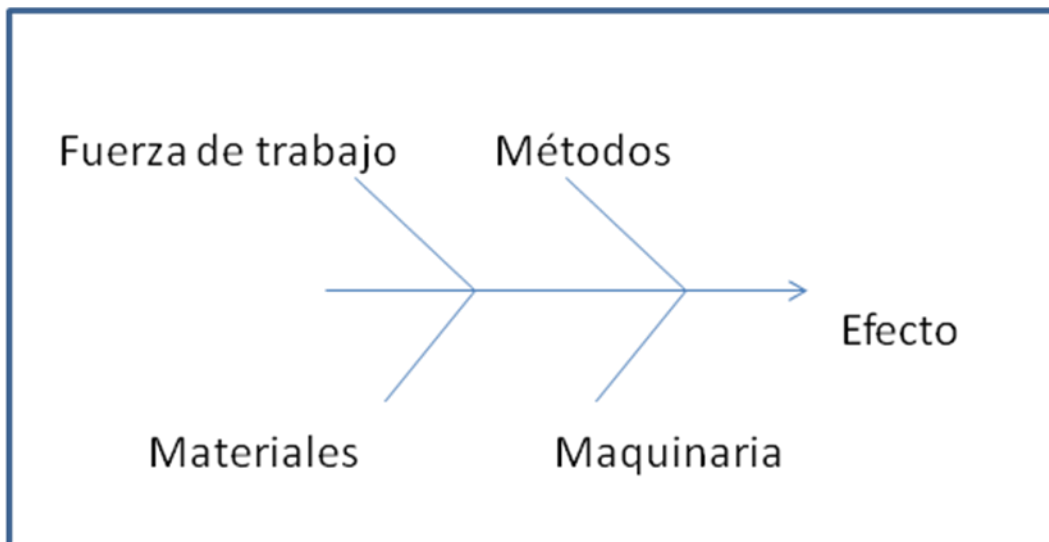 Fuerza de trabajo
Métodos
Efecto
Materiales
Maquinaria